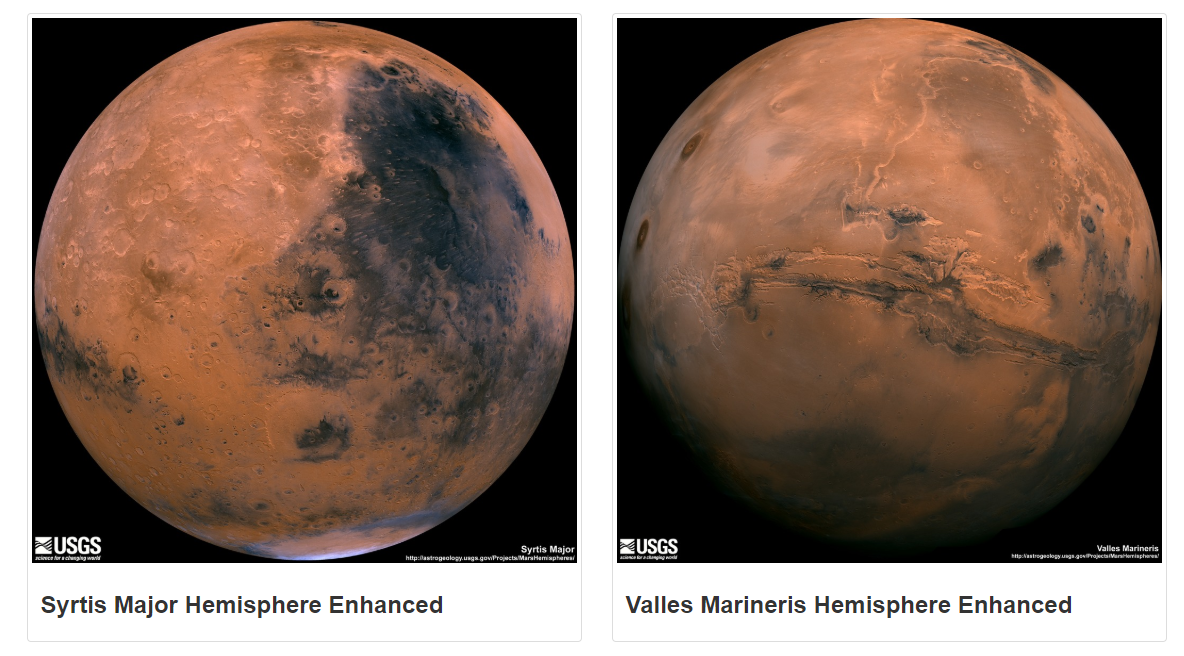 USGS
science for a changing world
Syrtis Major
http://astrogeology.usgs.gov/Projects/MarsHemispheres/
Syrtis Major Hemisphere Enhanced
USGS
science for a changing world
Valles Marineris
http://astrogeology.usgs.gov/Projects/MarsHemispheres/
Valles Marineris Hemisphere Enhanced